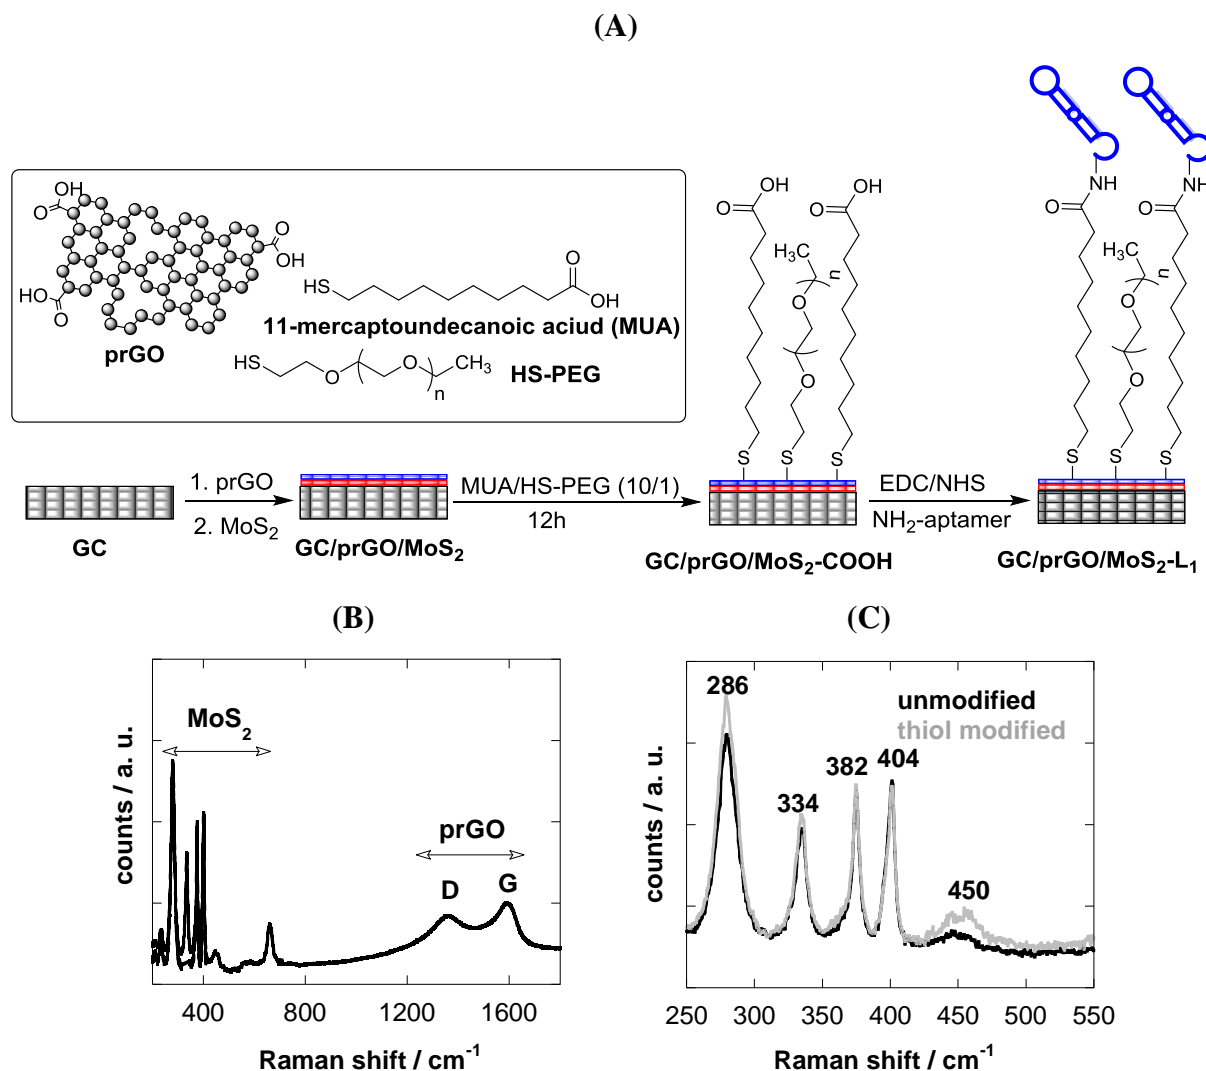 (A)
OH
O
O
OH
HO
O
prGO
HS
O
OH
11-mercaptoundecanoic aciud (MUA)
HS
O
O
n
CH3
HS-PEG
OH
O
OH
O
H3C
n
O
O
S
S
S
NH
O
NH
O
H3C
n
O
O
S
S
S
GC
1. prGO
2. MoS2
GC/prGO/MoS2
MUA/HS-PEG (10/1)
12h
GC/prGO/MoS2-COOH
EDC/NHS
NH2-aptamer
GC/prGO/MoS2-L1
(B)
MoS2
prGO
D
G
counts / a. u.
400
800
1200
1600
Raman shift / cm-1
(C)
286
unmodified
thiol modified
334
382
404
450
counts / a. u.
250
300
350
400
450
500
550
Raman shift / cm-1